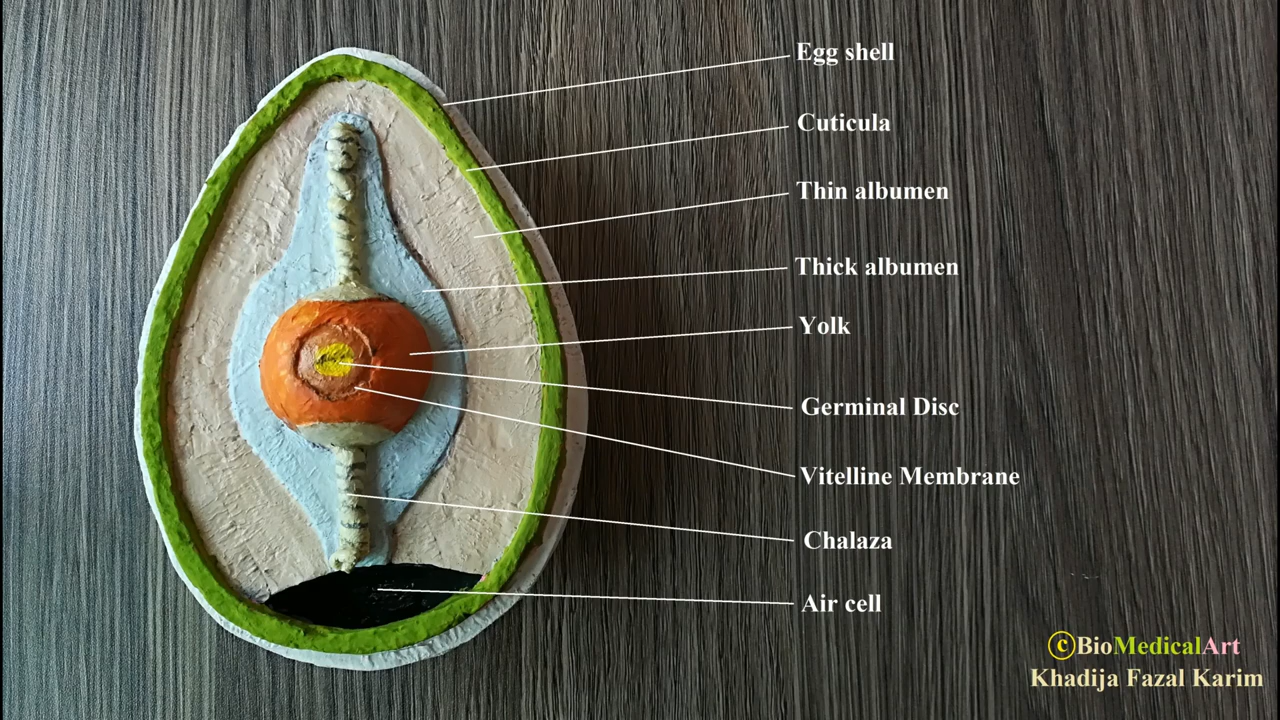 Egg shell
Cuticula
Thin albumen
Thick albumen
Yolk
Germinal Disc
Vitelline Membrane
Chalaza
Air cell
©BioMedicalArt
Khadija Fazal Karim